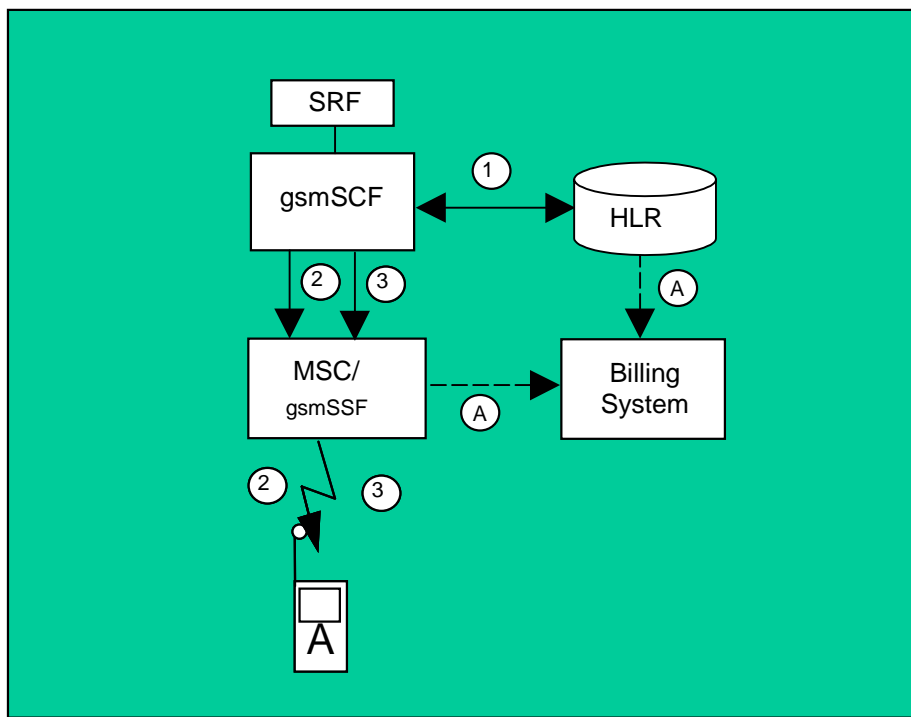 SRF
gsmSCF
1
HLR
2
3
A
MSC/
gsmSSF
A
Billing
System
2
3
A